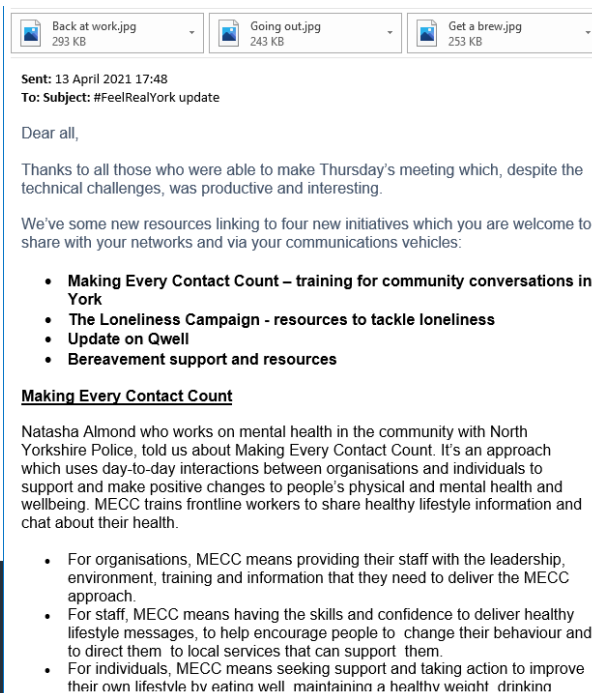 Back at work.jpg
293 KB
Going out.jpg
243 KB
Get a brew.jpg
253 KB
Sent: 13 April 2021 17:48
To: Subject: #FeelRealYork update
Dear all,
Thanks to all those who were able to make Thursday's meeting which, despite the
technical challenges, was productive and interesting.
We've some new resources linking to four new initiatives which you are welcome to
share with your networks and via your communications vehicles:
• Making Every Contact Count – training for community conversations in
York
• The Loneliness Campaign - resources to tackle loneliness
• Update on Qwell
• Bereavement support and resources
Making Every Contact Count
Natasha Almond who works on mental health in the community with North
Yorkshire Police, told us about Making Every Contact Count. It's an approach
which uses day-to-day interactions between organisations and individuals to
support and make positive changes to people's physical and mental health and
wellbeing. MECC trains frontline workers to share healthy lifestyle information and
chat about their health.
• For organisations, MECC means providing their staff with the leadership,
environment, training and information that they need to deliver the MECC
approach.
• For staff, MECC means having the skills and confidence to deliver healthy
lifestyle messages, to help encourage people to change their behaviour and
to direct them to local services that can support them.
• For individuals, MECC means seeking support and taking action to improve
their own lifestyle by eating well, maintaining a healthy weight, drinking